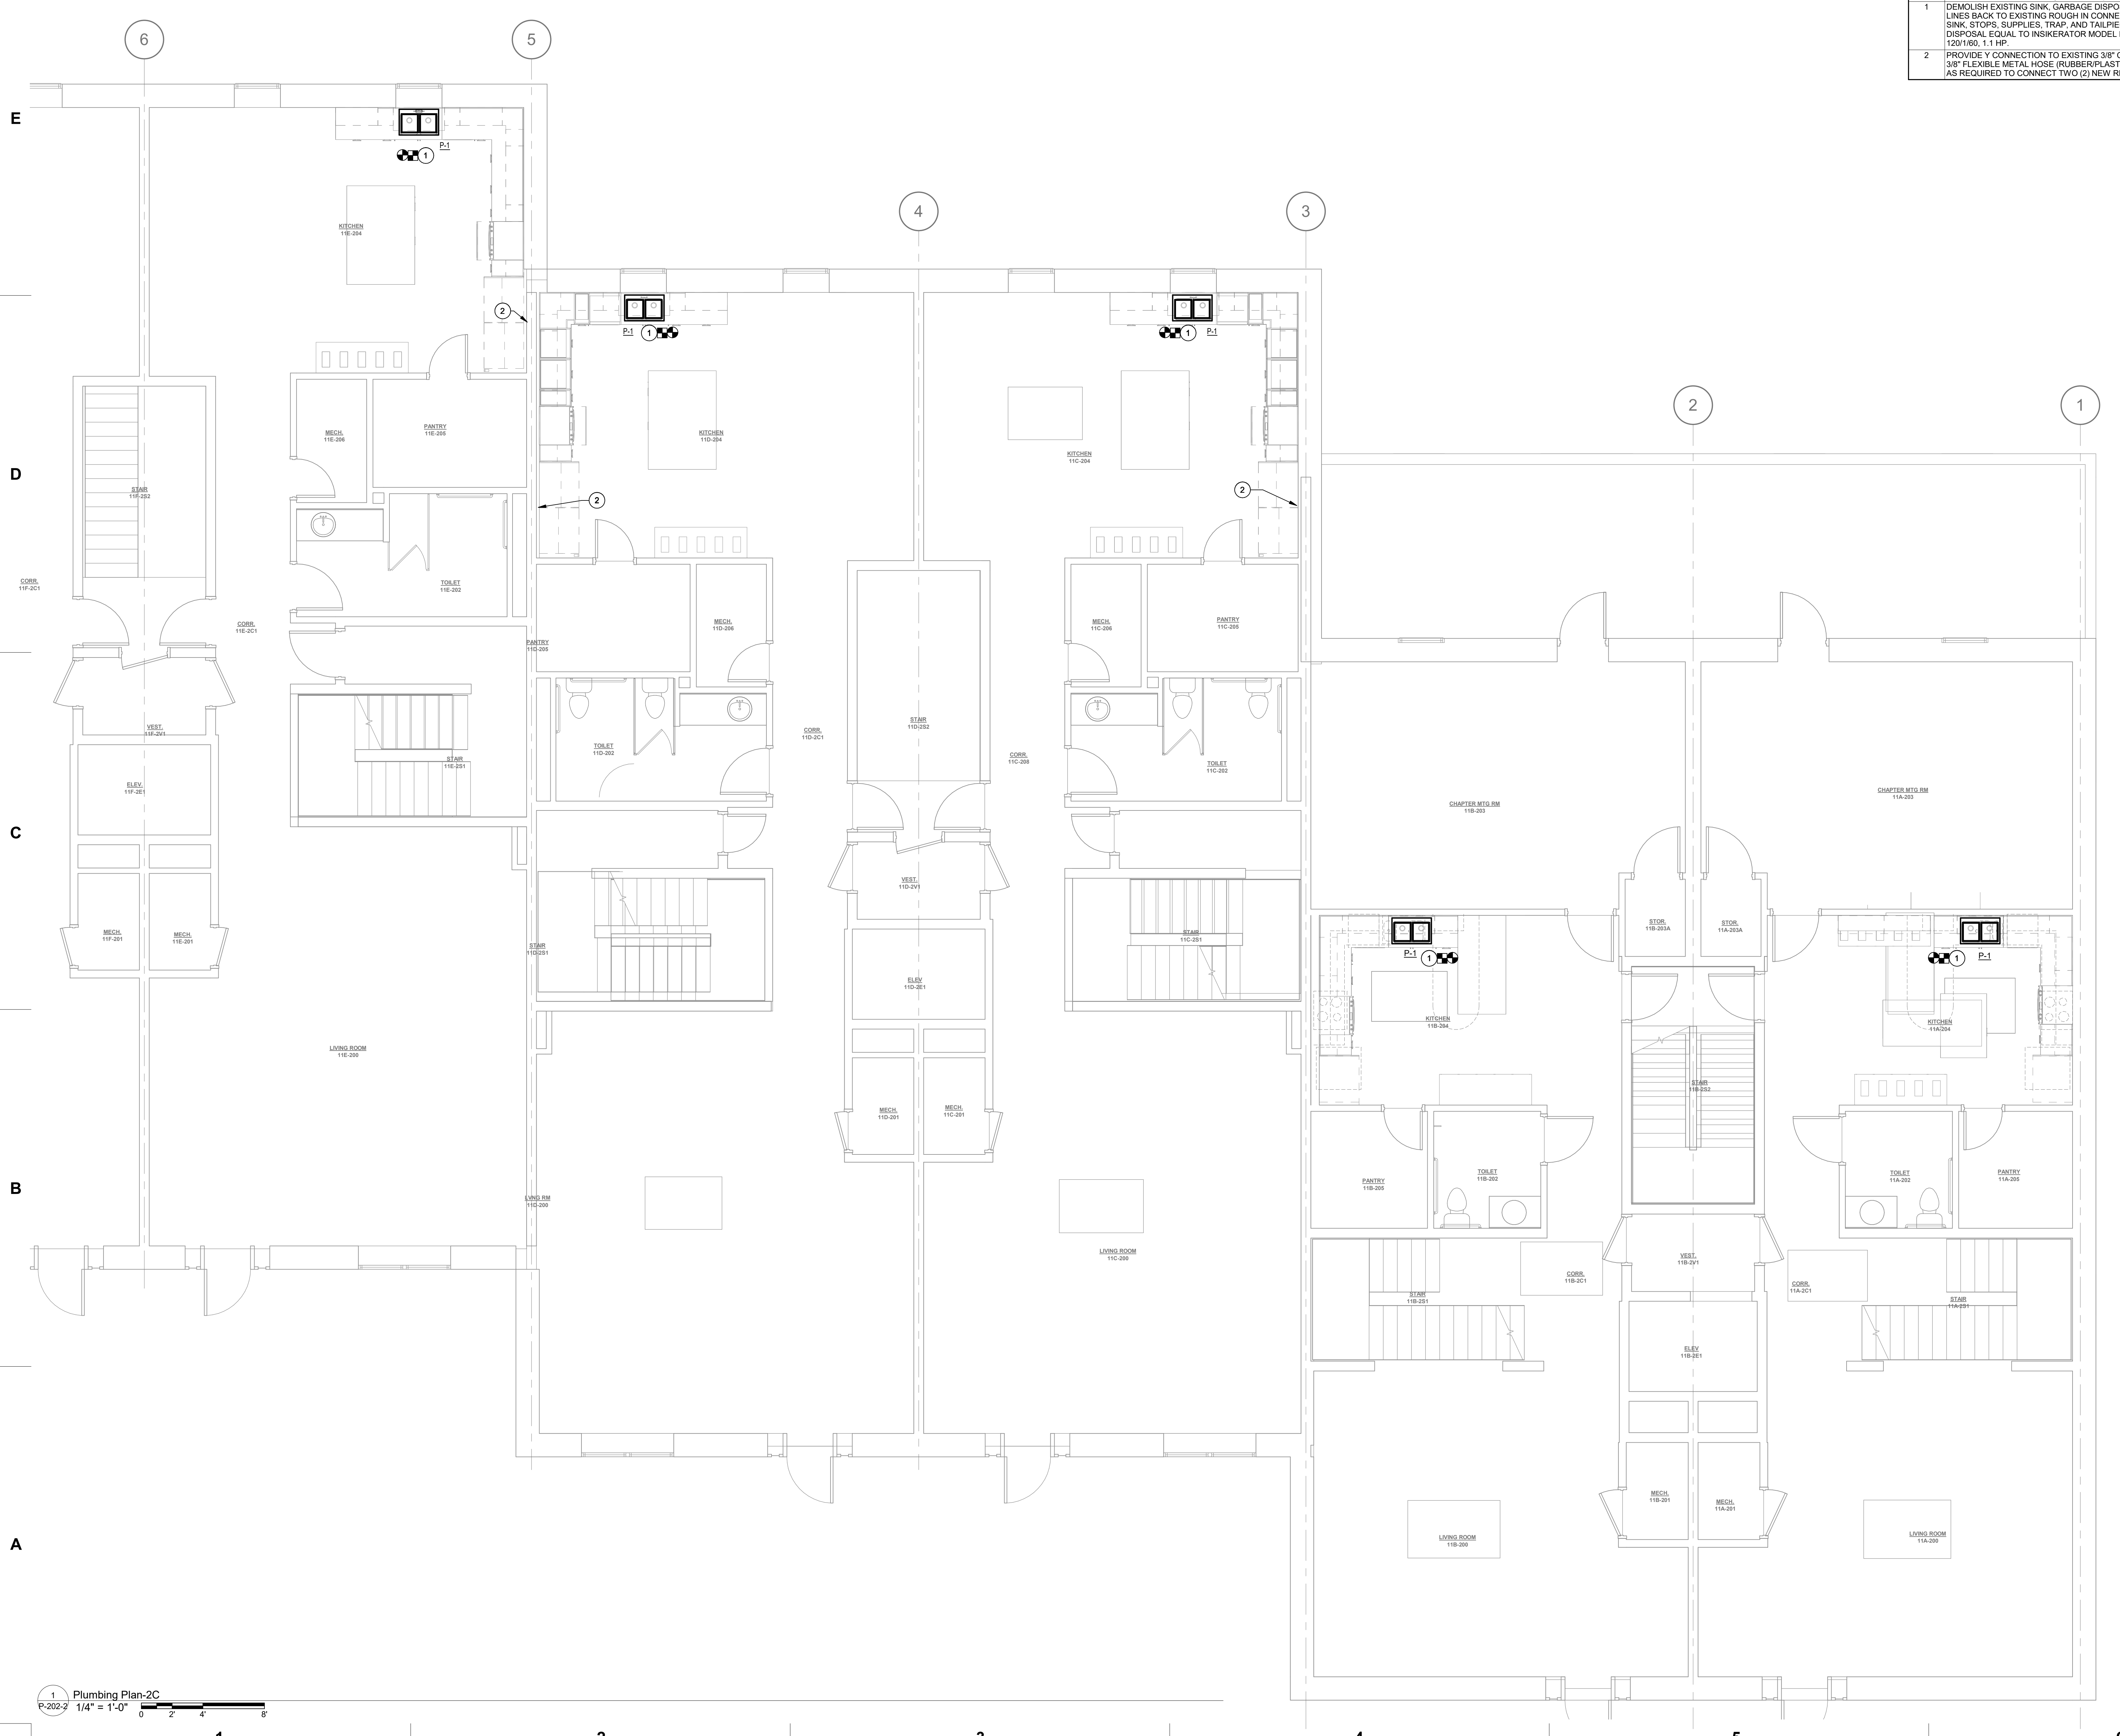 1 DEMOLISH EXISTING SINK, GARBAGE
LINES BACK TO EXISTING ROUGH IN
SINK, STOPS, SUPPLIES, TRAP, AND
DISPOSAL EQUAL TO INSIKERATOR MODEL
120/1/60, 1.1 HP.
2 PROVIDE Y CONNECTION TO EXISTING 3/8"
3/8" FLEXIBLE METAL HOSE
AS REQUIRED TO CONNECT TWO (2) NEW
6
5
E
P-1
1
4
3
KITCHEN
11E-204
2
P-1
1
1
P-1
2
1
MECH.
11E-206
PANTRY
11E-205
KITCHEN
11D-204
KITCHEN
11C-204
D
STAIR
11F-2S2
2
2
CORR.
11F-2C1
TOILET
11E-202
CORR.
11E-2C1
MECH.
11D-206
MECH.
11C-206
PANTRY
11C-205
PANTRY
11D-205
VEST.
11F-2V1
STAIR
11D-2S2
CORR.
11D-2C1
TOILET
11D-202
CORR.
11C-206
STAIR
11E-2S1
TOILET
11C-202
ELEV.
11F-2E1
CHAPTER MTG RM
11B-203
CHAPTER MTG RM
11A-203
C
VEST.
11D-2V1
MECH.
11F-201
MECH.
11E-201
STAIR
11D-2S1
STAIR
11C-2S1
STOR.
11B-203A
STOR.
11A-203A
P-1
1
1
P-1
ELEV
11D-2E1
KITCHEN
11B-204
KITCHEN
11A-204
LIVING ROOM
11E-200
STAIR
11B-2S2
MECH.
11D-201
MECH.
11C-201
B
PANTRY
11B-205
TOILET
11B-202
TOILET
11A-202
PANTRY
11A-205
LVNG RM
11D-200
LIVING ROOM
11C-200
VEST.
11B-2V1
CORR.
11B-2C1
CORR.
11A-2C1
STAIR
11B-2S1
STAIR
11A-2S1
ELEV
11B-2E1
MECH.
11B-201
MECH.
11A-201
A
LIVING ROOM
11B-200
LIVING ROOM
11A-200
1
P-202-2
Plumbing Plan-2C
1/4" = 1'-0"
0 2' 4' 8'